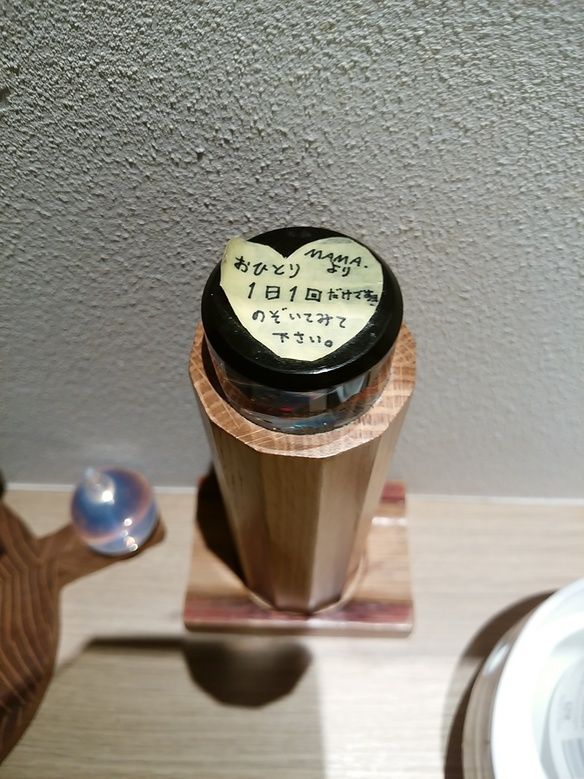 MAMA.
より
おひとり
1日1回だけです
のぞいてみて
下さい。